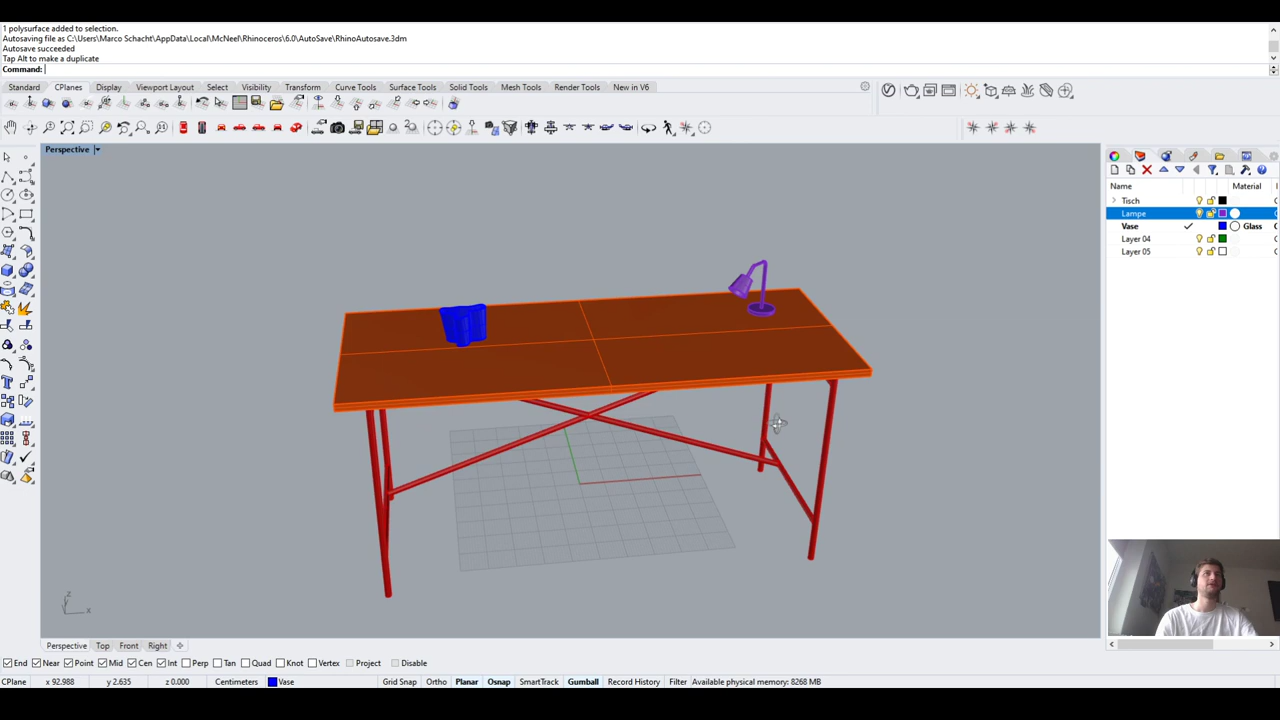 1 polysurface added to selection.
Autosaving file as C:\Users\Marco Schacht\AppData\Local\McNeel\Rhinoceros\6.0\AutoSave\RhinoAutosave.3dm
Autosave succeeded
Tap Alt to make a duplicate
Command:
Standard CPlanes Display Viewport Layout Select Visibility Transform Curve Tools Surface Tools Solid Tools Mesh Tools Render Tools New in V6
Perspective
Name Material
Tisch
Lampe
Vase Glass
Layer 04
Layer 05
z
x
Perspective Top Front Right
End Near Point Mid Cen Int Perp Tan Quad Knot Vertex Project Disable
CPlane x 92.988 y 2.635 z 0.000 Centimeters Vase Grid Snap Ortho Planar Osnap SmartTrack Gumball Record History Filter Available physical memory: 8268 MB